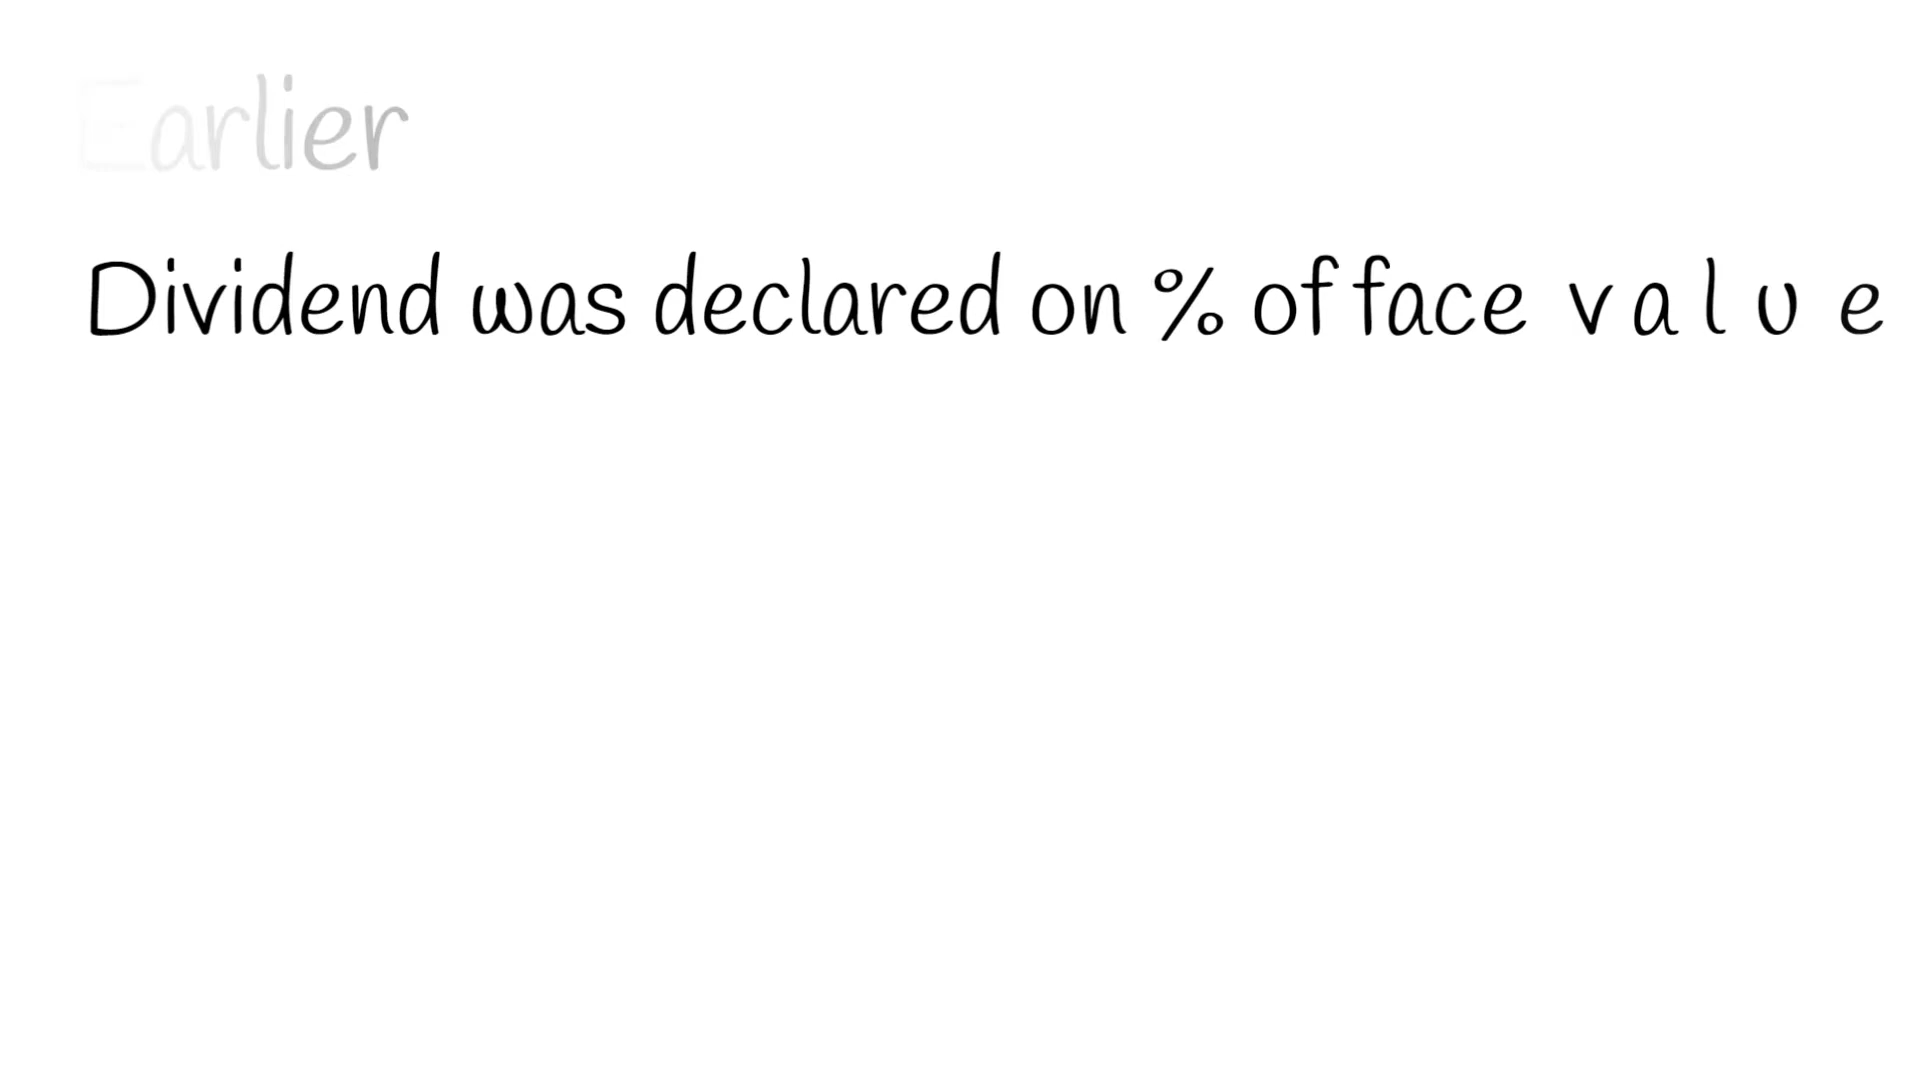 Earlier
Dividend was declared on % of face value